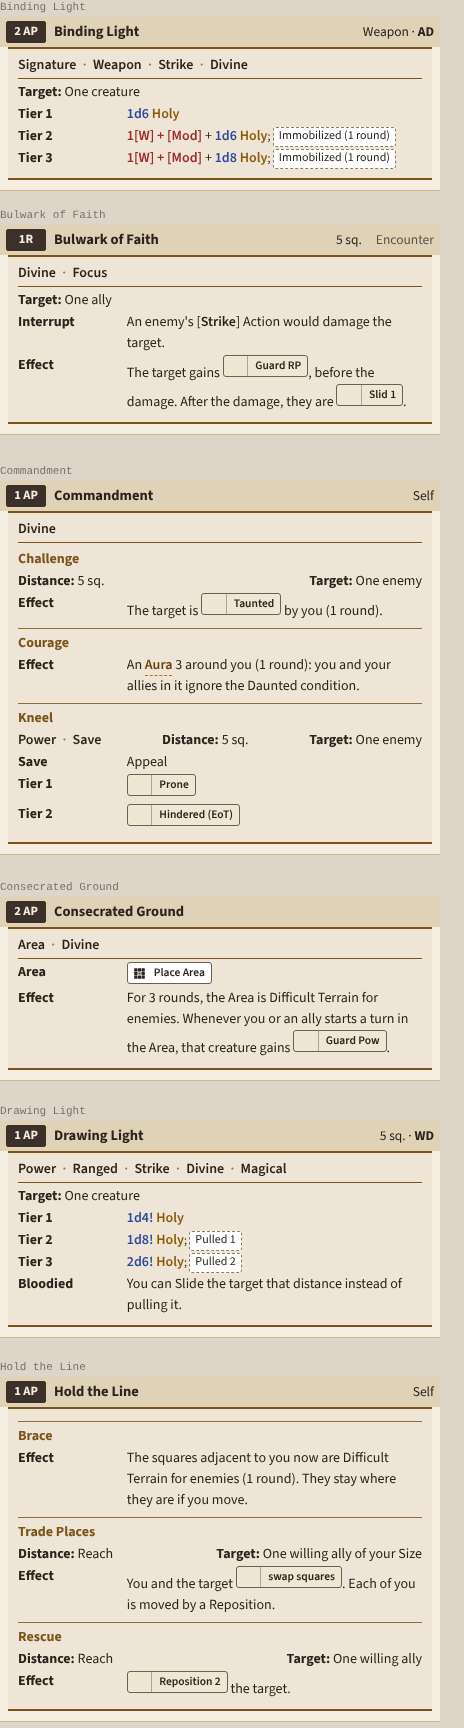 Binding Light
2 AP Binding Light Weapon · AD
Signature · Weapon · Strike · Divine
Target: One creature
Tier 1 1d6 Holy
Tier 2 1[W] + [Mod] + 1d6 Holy; Immobilized (1 round)
Tier 3 1[W] + [Mod] + 1d8 Holy; Immobilized (1 round)
Bulwark of Faith
1R Bulwark of Faith 5 sq. Encounter
Divine · Focus
Target: One ally
Interrupt An enemy's [Strike] Action would damage the
target.
Effect The target gains Guard RP, before the
damage. After the damage, they are Slid 1.
Commandment
1 AP Commandment Self
Divine
Challenge
Distance: 5 sq. Target: One enemy
Effect The target is Taunted by you (1 round).
Courage
Effect An Aura 3 around you (1 round): you and your
allies in it ignore the Daunted condition.
Kneel
Power · Save Distance: 5 sq. Target: One enemy
Save Appeal
Tier 1 Prone
Tier 2 Hindered (EoT)
Consecrated Ground
2 AP Consecrated Ground
Area · Divine
Area Place Area
Effect For 3 rounds, the Area is Difficult Terrain for
enemies. Whenever you or an ally starts a turn in
the Area, that creature gains Guard Pow.
Drawing Light
1 AP Drawing Light 5 sq. · WD
Power · Ranged · Strike · Divine · Magical
Target: One creature
Tier 1 1d4! Holy
Tier 2 1d8! Holy; Pulled 1
Tier 3 2d6! Holy; Pulled 2
Bloodied You can Slide the target that distance instead of
pulling it.
Hold the Line
1 AP Hold the Line Self
Brace
Effect The squares adjacent to you now are Difficult
Terrain for enemies (1 round). They stay where
they are if you move.
Trade Places
Distance: Reach Target: One willing ally of your Size
Effect You and the target swap squares. Each of you
is moved by a Reposition.
Rescue
Distance: Reach Target: One willing ally
Effect Reposition 2 the target.